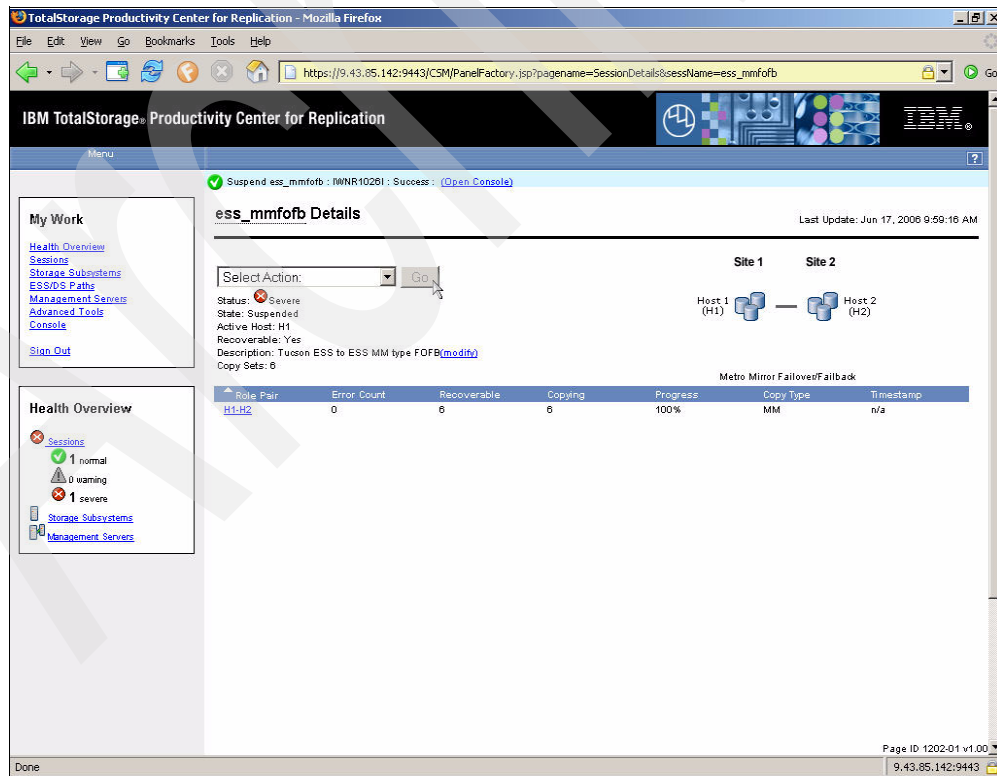 TotalStorage Productivity Center for Replication - Mozilla Firefox
File Edit View Go Bookmarks Tools Help
https://9.43.85.142:9443/CSM/PanelFactory.jsp?pagename=SessionDetails&sessName=ess_mmfofb
Go
IBM TotalStorage® Productivity Center for Replication
IBM®
Menu
?
Suspend ess_mmfofb : IWNR1026I : Success : (Open Console)
My Work
Health Overview
Sessions
Storage Subsystems
ESS/DS Paths
Management Servers
Advanced Tools
Console
Sign Out
Health Overview
Sessions
1 normal
0 warning
1 severe
Storage Subsystems
Management Servers
ess_mmfofb Details
Last Update: Jun 17, 2006 9:59:16 AM
Select Action: Go
Status: Severe
State: Suspended
Active Host: H1
Recoverable: Yes
Description: Tucson ESS to ESS MM type FOFB(modify)
Copy Sets: 6
Site 1 Site 2
Host 1 (H1)
Host 2 (H2)
Metro Mirror Failover/Failback
Role Pair Error Count Recoverable Copying Progress Copy Type Timestamp
H1-H2 0 6 6 100% MM n/a
Page ID 1202-01 v1.00
Done
9.43.85.142:9443